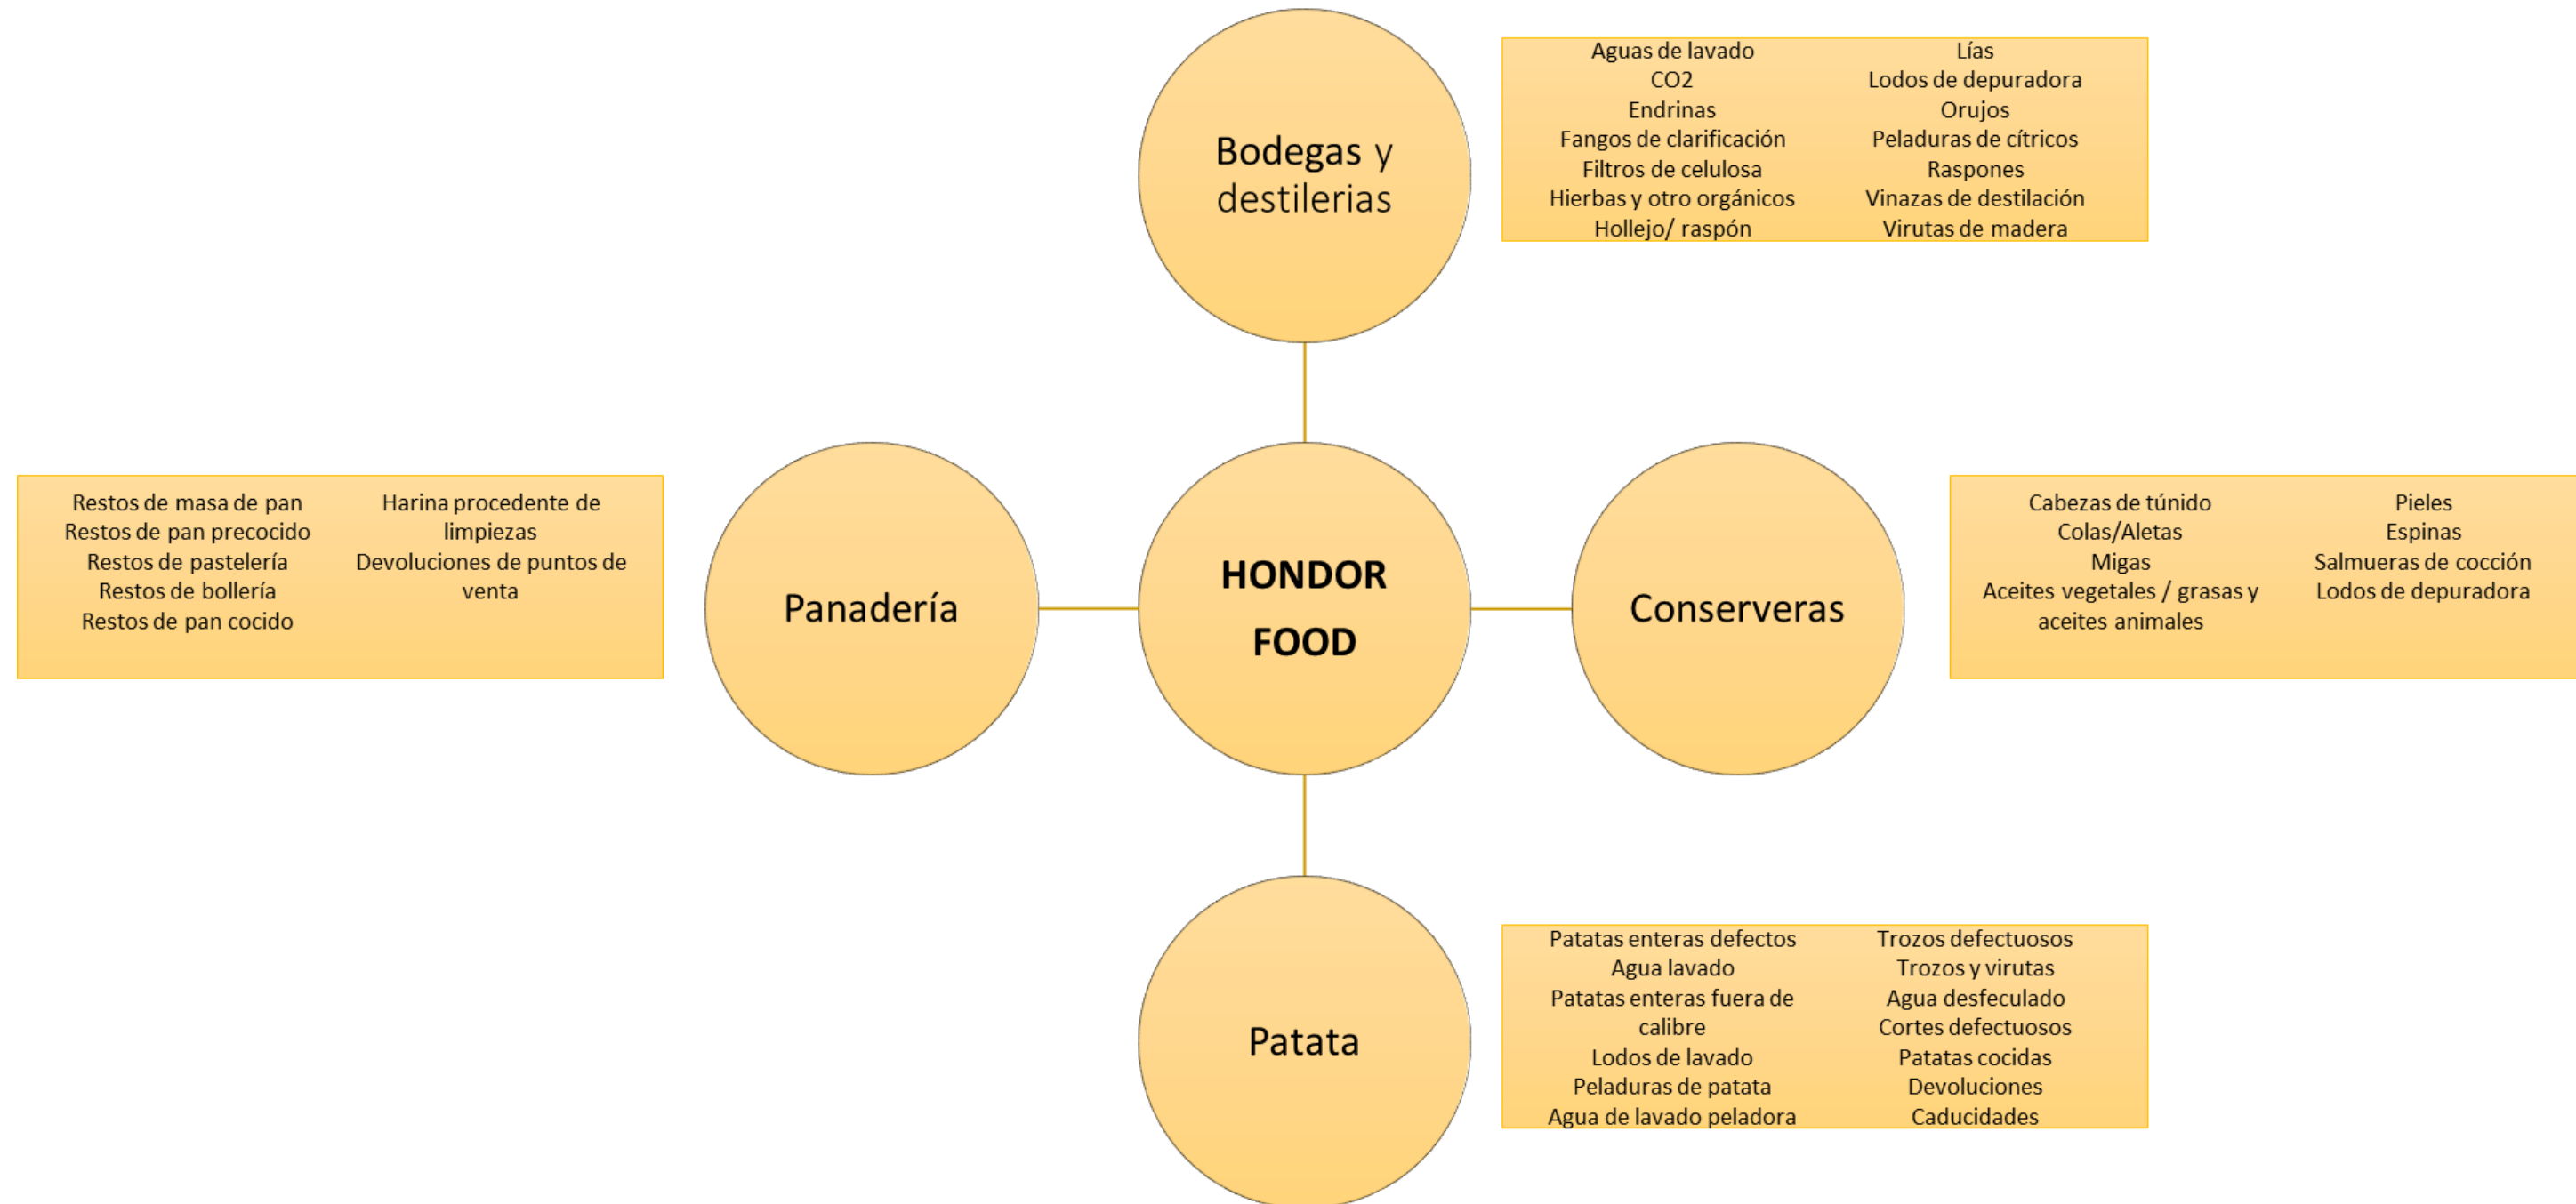 Bodegas y
destilerias
Aguas de lavado
CO2
Endrinas
Fangos de clarificación
Filtros de celulosa
Hierbas y otro orgánicos
Hollejo/ raspón
Lías
Lodos de depuradora
Orujos
Peladuras de cítricos
Raspones
Vinazas de destilación
Virutas de madera
Restos de masa de pan
Restos de pan precocido
Restos de pastelería
Restos de bollería
Restos de pan cocido
Harina procedente de
limpiezas
Devoluciones de puntos de
venta
Panadería
HONDOR
FOOD
Conserveras
Cabezas de túnido
Colas/Aletas
Migas
Aceites vegetales / grasas y
aceites animales
Pieles
Espinas
Salmueras de cocción
Lodos de depuradora
Patata
Patatas enteras defectos
Agua lavado
Patatas enteras fuera de
calibre
Lodos de lavado
Peladuras de patata
Agua de lavado peladora
Trozos defectuosos
Trozos y virutas
Agua desfeculado
Cortes defectuosos
Patatas cocidas
Devoluciones
Caducidades